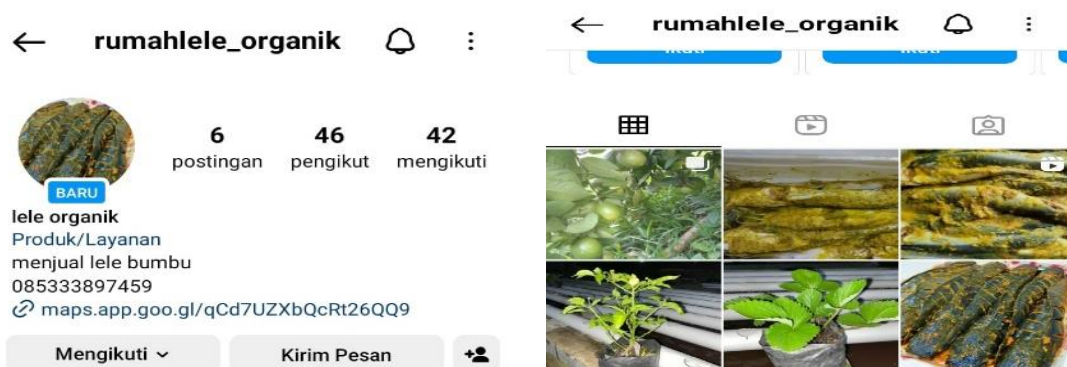 rumahlele_organik
6 46 42
postingan pengikut mengikuti
BARU
lele organik
Produk/Layanan
menjual lele bumbu
085333897459
maps.app.goo.gl/qCd7UZXbQcRt26QQ9
Mengikuti Kirim Pesan
rumahlele_organik